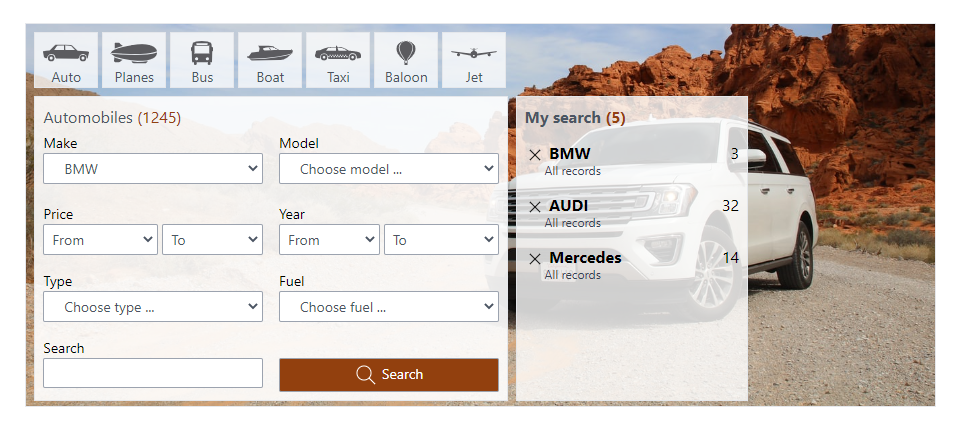 Auto Planes Bus Boat Taxi Baloon Jet
Automobiles (1245)
Make Model
BMW Choose model ...
Price Year
From To From To
Type Fuel
Choose type ... Choose fuel ...
Search
Search
My search (5)
BMW 3
All records
AUDI 32
All records
Mercedes 14
All records